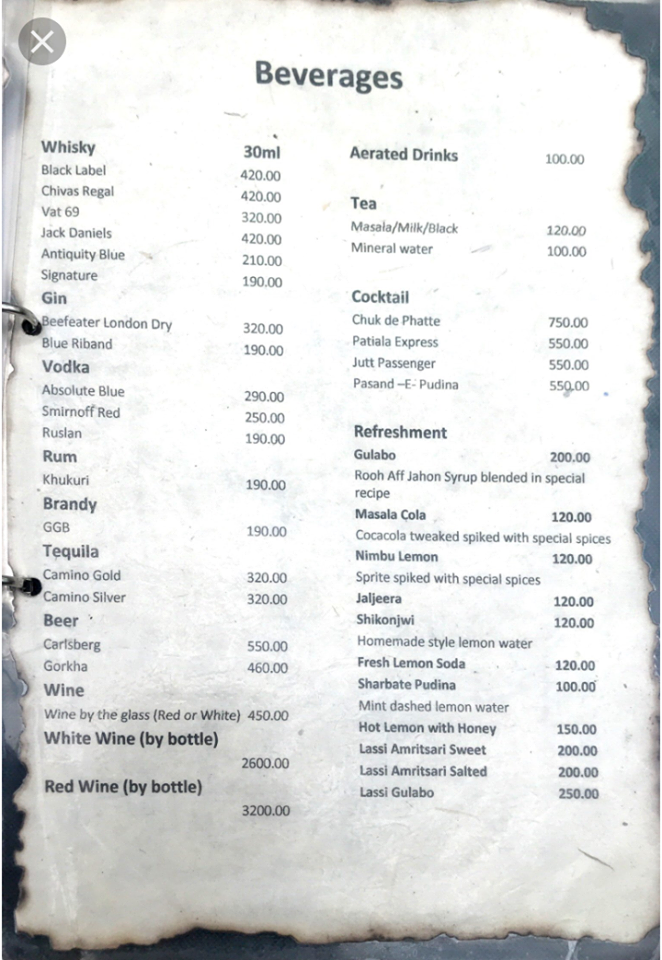 Beverages
Whisky 30ml
Black Label 420.00
Chivas Regal 420.00
Vat 69 320.00
Jack Daniels 420.00
Antiquity Blue 210.00
Signature 190.00
Gin
Beefeater London Dry 320.00
Blue Riband 190.00
Vodka
Absolute Blue 290.00
Smirnoff Red 250.00
Ruslan 190.00
Rum
Khukuri 190.00
Brandy
GGB 190.00
Tequila
Camino Gold 320.00
Camino Silver 320.00
Beer
Carlsberg 550.00
Gorkha 460.00
Wine
Wine by the glass (Red or White) 450.00
White Wine (by bottle)
2600.00
Red Wine (by bottle)
3200.00
Aerated Drinks 100.00
Tea
Masala/Milk/Black 120.00
Mineral water 100.00
Cocktail
Chuk de Phatte 750.00
Patiala Express 550.00
Jutt Passenger 550.00
Pasand –E- Pudina 550.00
Refreshment
Gulabo 200.00
Rooh Aff Jahon Syrup blended in special
recipe
Masala Cola 120.00
Cocacola tweaked spiked with special spices
Nimbu Lemon 120.00
Sprite spiked with special spices
Jaljeera 120.00
Shikonjwi 120.00
Homemade style lemon water
Fresh Lemon Soda 120.00
Sharbate Pudina 100.00
Mint dashed lemon water
Hot Lemon with Honey 150.00
Lassi Amritsari Sweet 200.00
Lassi Amritsari Salted 200.00
Lassi Gulabo 250.00